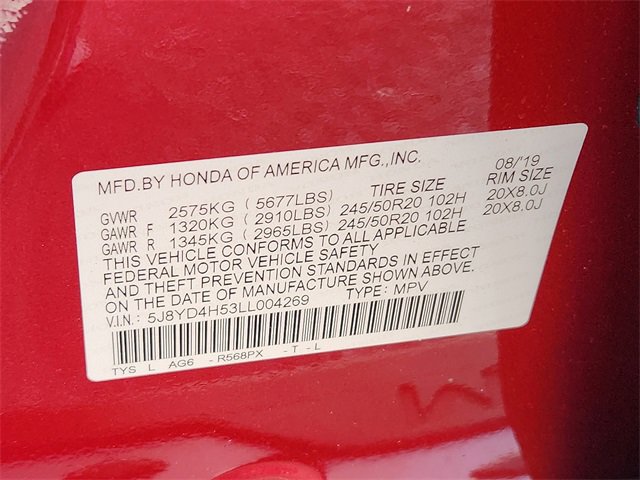 MFD.BY HONDA OF AMERICA MFG.,INC. 08/'19
TIRE SIZE RIM SIZE
GVWR 2575KG (5677LBS)
GAWR F 1320KG (2910LBS) 245/50R20 102H 20X8.0J
GAWR R 1345KG (2965LBS) 245/50R20 102H 20X8.0J
THIS VEHICLE CONFORMS TO ALL APPLICABLE
FEDERAL MOTOR VEHICLE SAFETY
AND THEFT PREVENTION STANDARDS IN EFFECT
ON THE DATE OF MANUFACTURE SHOWN ABOVE.
V.I.N.: 5J8YD4H53LL004269 TYPE: MPV
TYS L AG6 -R568PX -T-L